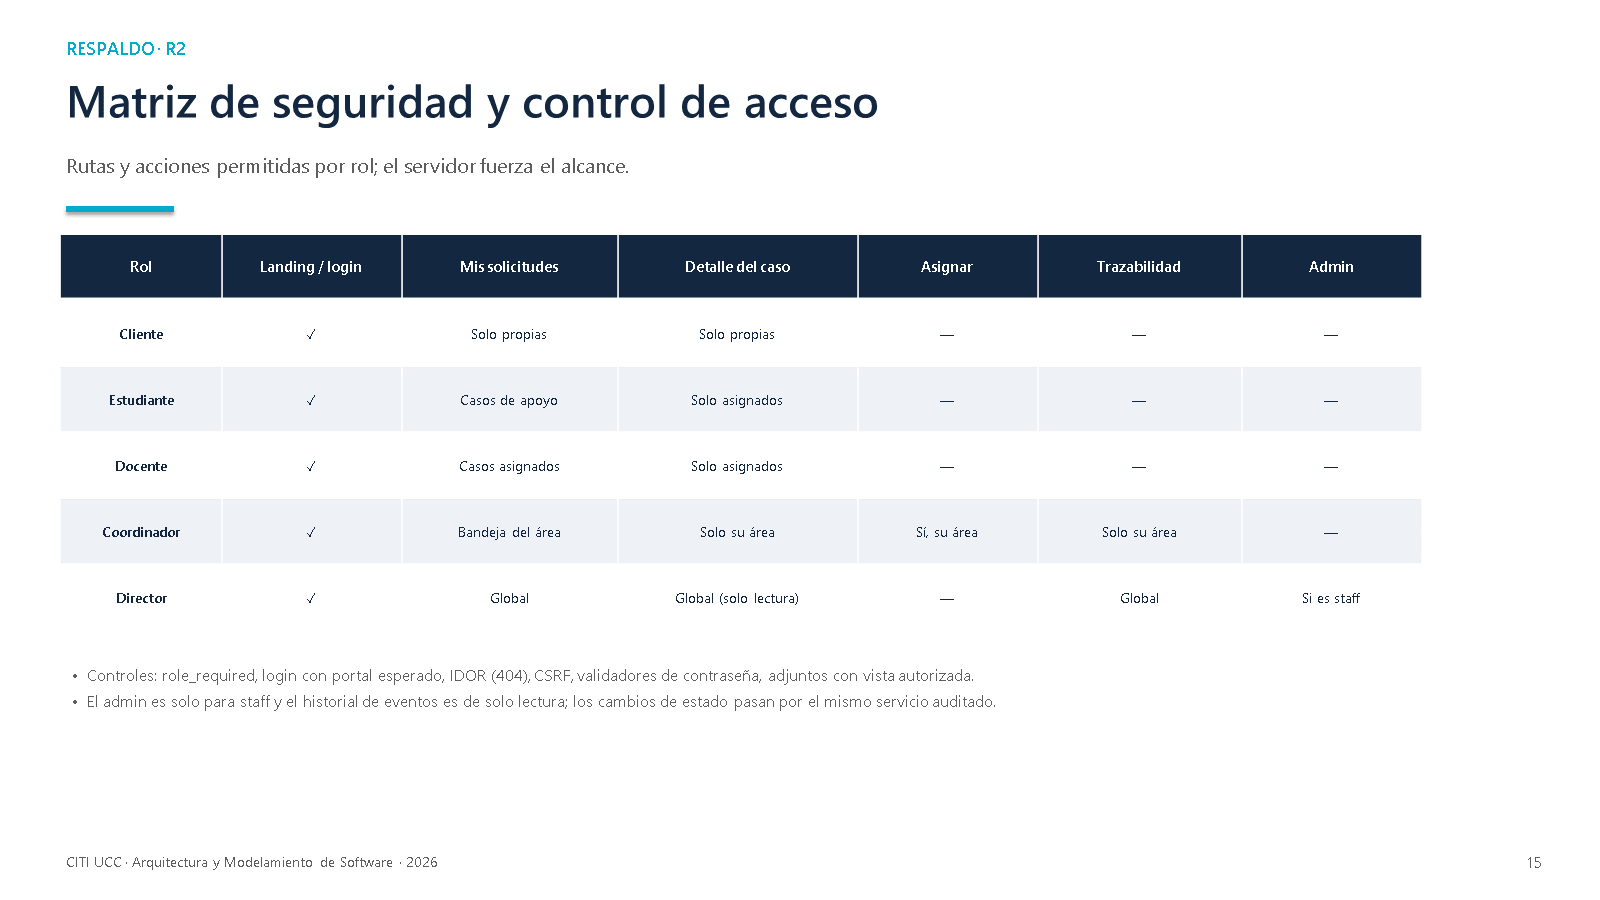 RESPALDO · R2
Matriz de seguridad y control de acceso
Rutas y acciones permitidas por rol; el servidor fuerza el alcance.
Rol Landing / login Mis solicitudes Detalle del caso Asignar Trazabilidad Admin
Cliente ✓ Solo propias Solo propias — — —
Estudiante ✓ Casos de apoyo Solo asignados — — —
Docente ✓ Casos asignados Solo asignados — — —
Coordinador ✓ Bandeja del área Solo su área Sí, su área Solo su área —
Director ✓ Global Global (solo lectura) — Global Si es staff
• Controles: role_required, login con portal esperado, IDOR (404), CSRF, validadores de contraseña, adjuntos con vista autorizada.
• El admin es solo para staff y el historial de eventos es de solo lectura; los cambios de estado pasan por el mismo servicio auditado.
CITI UCC · Arquitectura y Modelamiento de Software · 2026
15